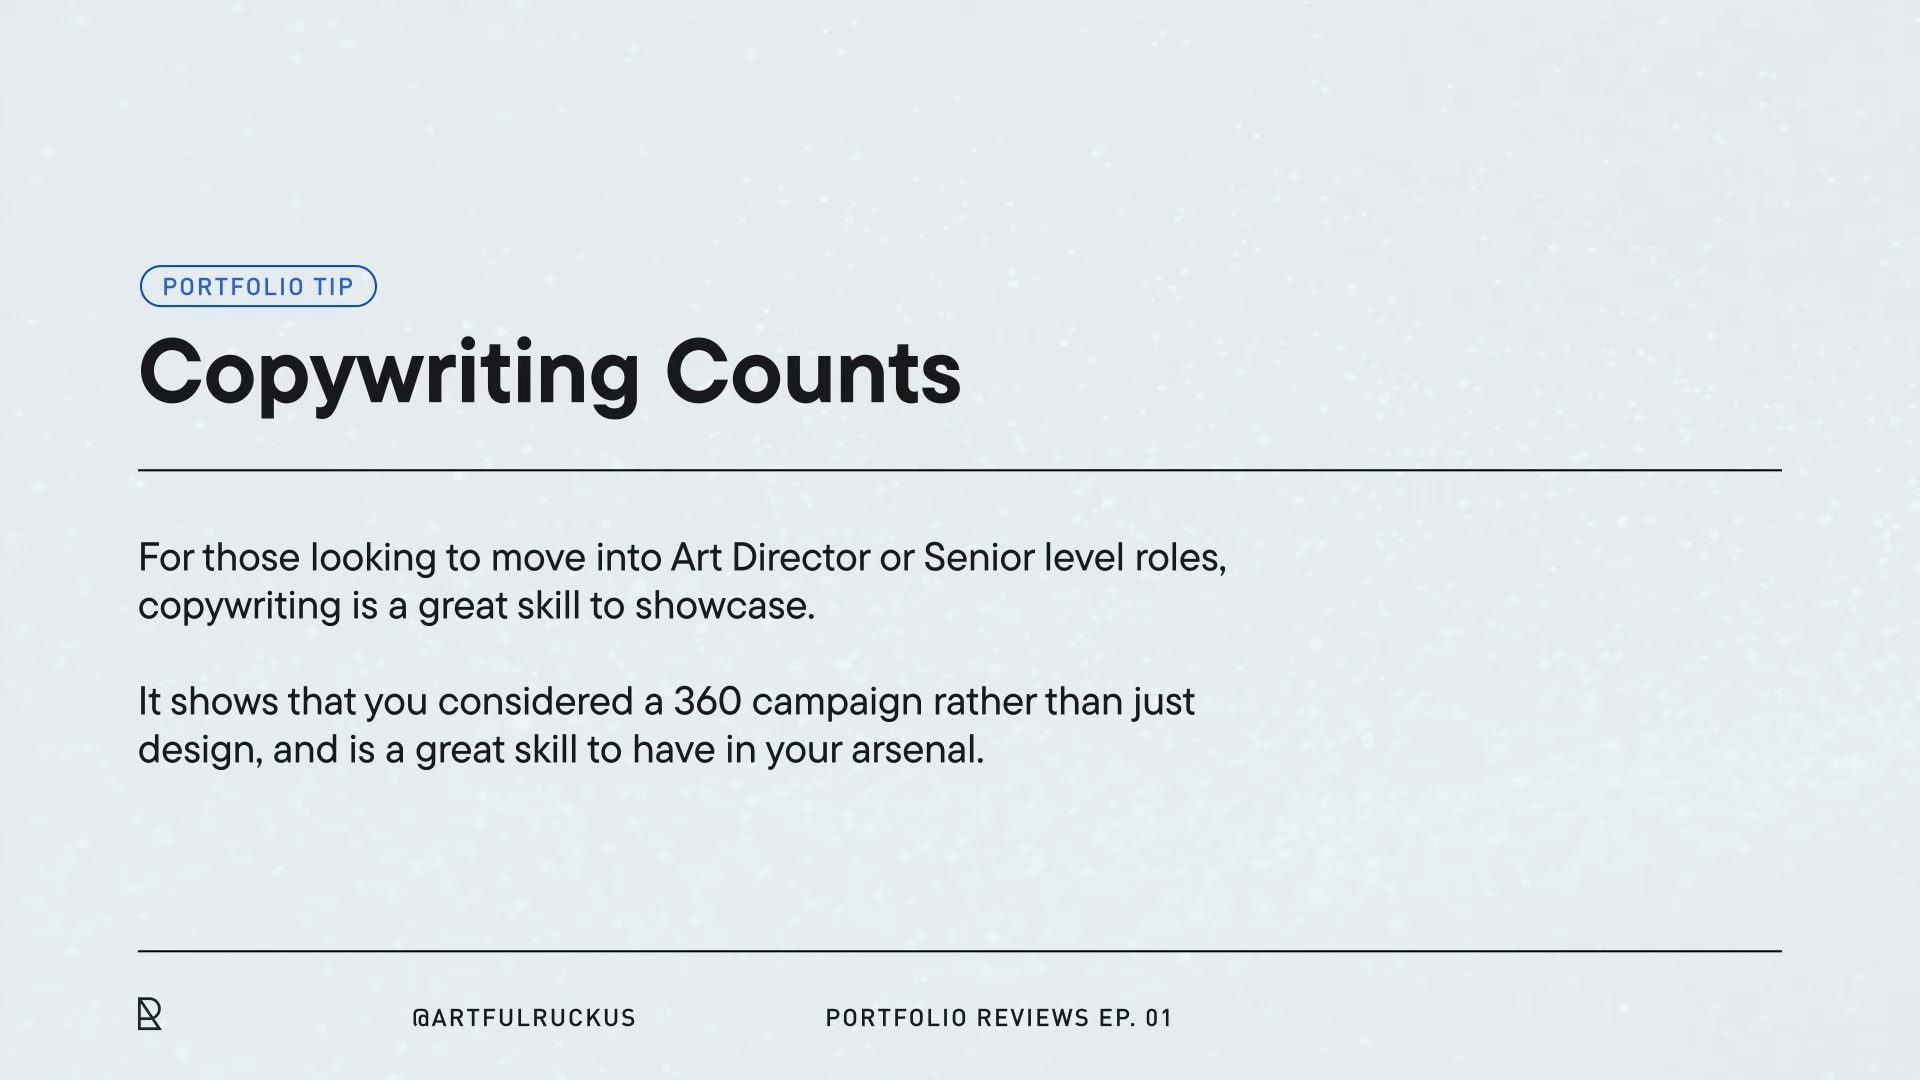 PORTFOLIO TIP
Copywriting Counts
For those looking to move into Art Director or Senior level roles,
copywriting is a great skill to showcase.
It shows that you considered a 360 campaign rather than just
design, and is a great skill to have in your arsenal.
@ARTFULRUCKUS
PORTFOLIO REVIEWS EP. 01